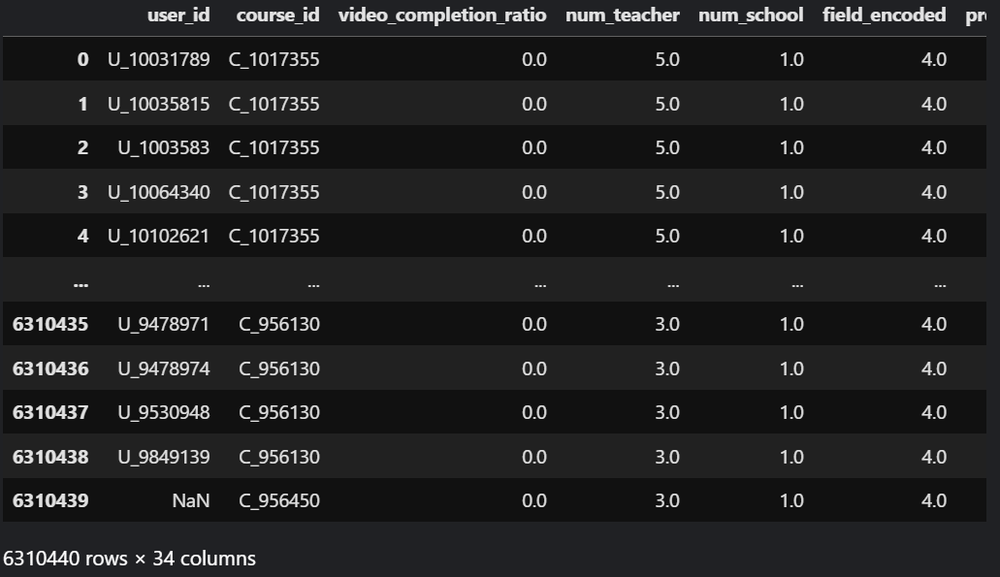 user_id course_id video_completion_ratio num_teacher num_school field_encoded
0 U_10031789 C_1017355 0.0 5.0 1.0 4.0
1 U_10035815 C_1017355 0.0 5.0 1.0 4.0
2 U_1003583 C_1017355 0.0 5.0 1.0 4.0
3 U_10064340 C_1017355 0.0 5.0 1.0 4.0
4 U_10102621 C_1017355 0.0 5.0 1.0 4.0
... ... ... ... ... ... ...
6310435 U_9478971 C_956130 0.0 3.0 1.0 4.0
6310436 U_9478974 C_956130 0.0 3.0 1.0 4.0
6310437 U_9530948 C_956130 0.0 3.0 1.0 4.0
6310438 U_9849139 C_956130 0.0 3.0 1.0 4.0
6310439 NaN C_956450 0.0 3.0 1.0 4.0
6310440 rows × 34 columns